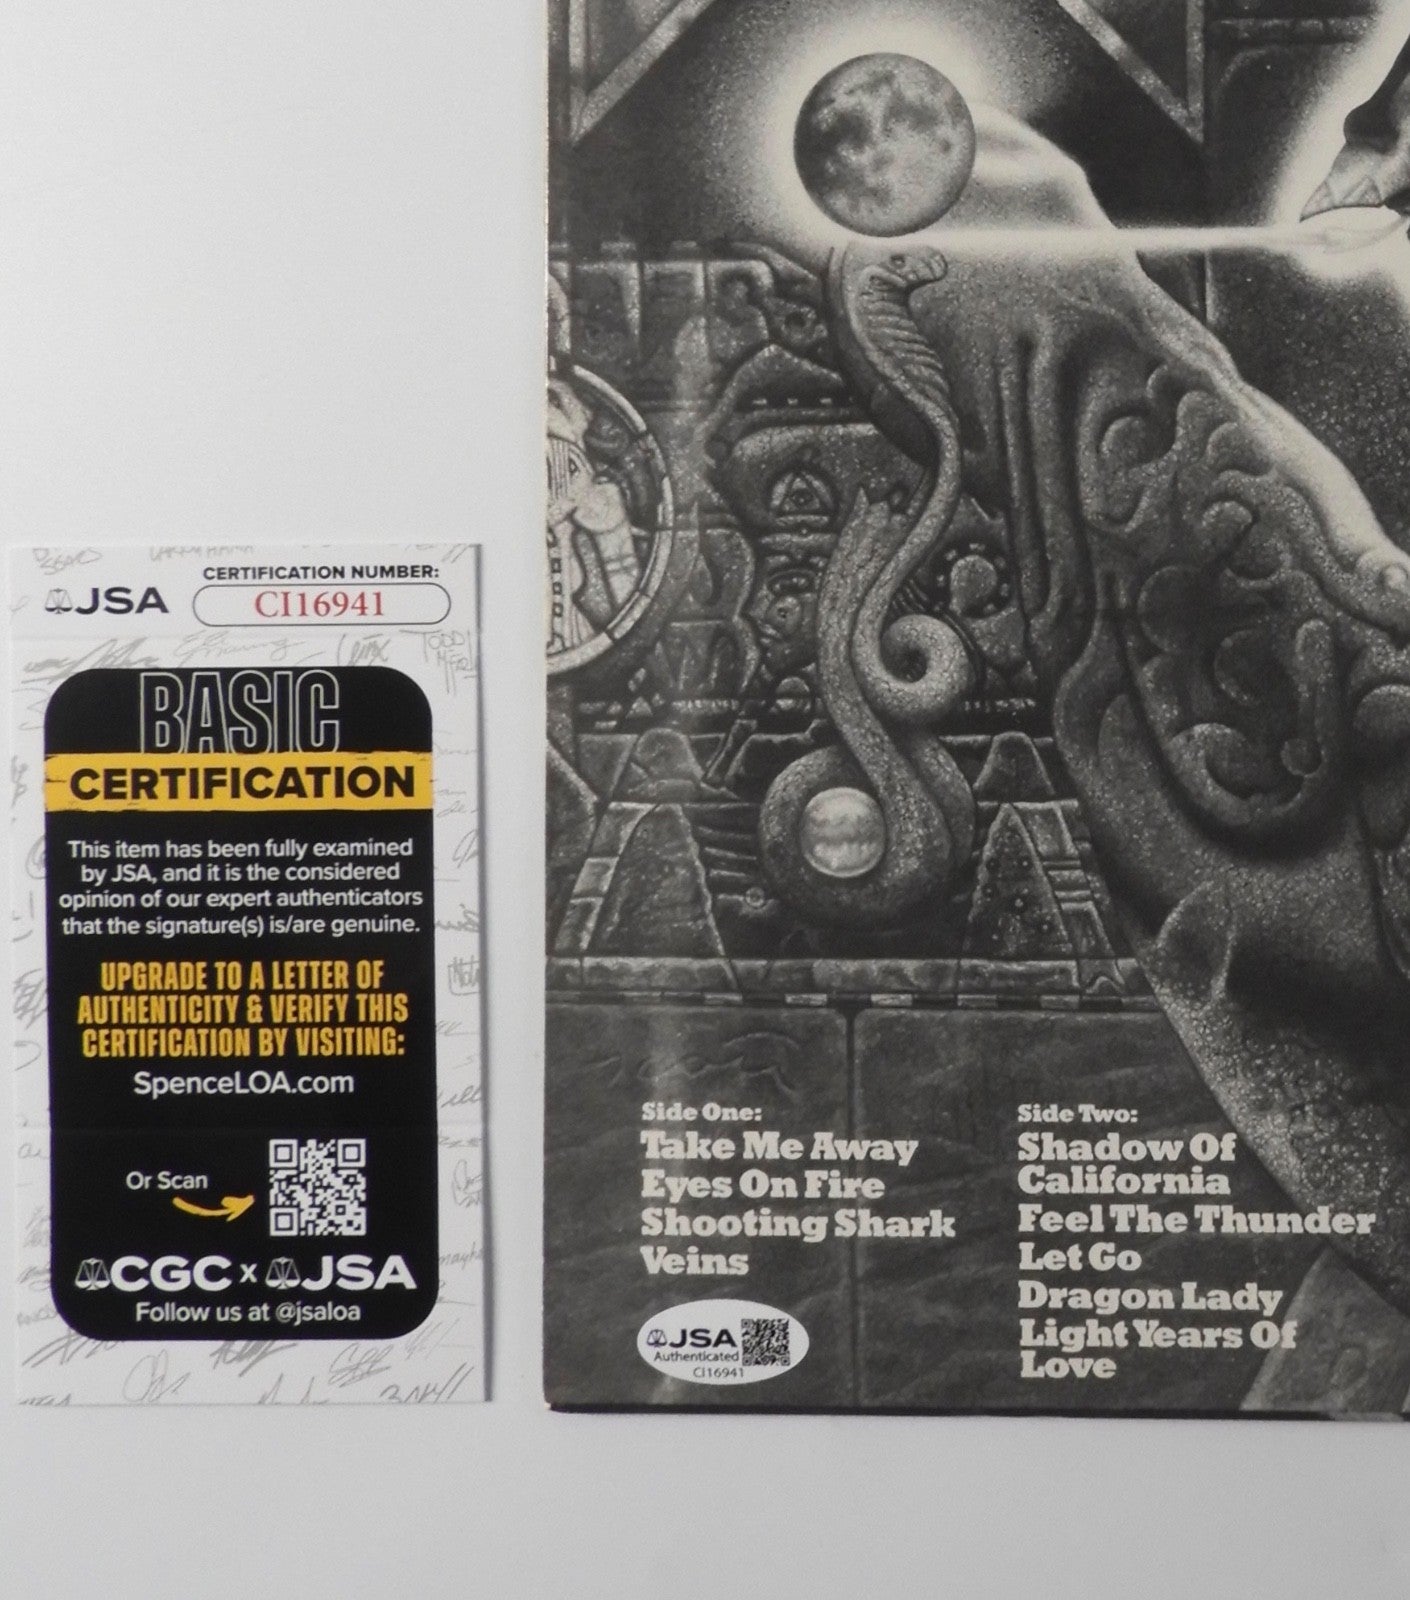 JSA
CERTIFICATION NUMBER:
CI16941
BASIC
CERTIFICATION
This item has been fully examined
by JSA, and it is the considered
opinion of our expert authenticators
that the signature(s) is/are genuine.
UPGRADE TO A LETTER OF
AUTHENTICITY & VERIFY THIS
CERTIFICATION BY VISITING:
SpenceLOA.com
Or Scan
CGC x JSA
Follow us at @jsaloa
Side One:
Take Me Away
Eyes On Fire
Shooting Shark
Veins
Side Two:
Shadow Of
California
Feel The Thunder
Let Go
Dragon Lady
Light Years Of
Love
JSA
Authenticated
CI16941